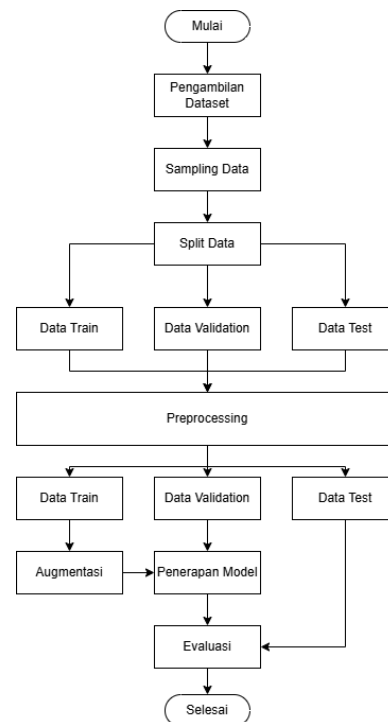 Mulai
Pengambilan
Dataset
Sampling Data
Split Data
Data Train
Data Validation
Data Test
Preprocessing
Data Train
Data Validation
Data Test
Augmentasi
Penerapan Model
Evaluasi
Selesai